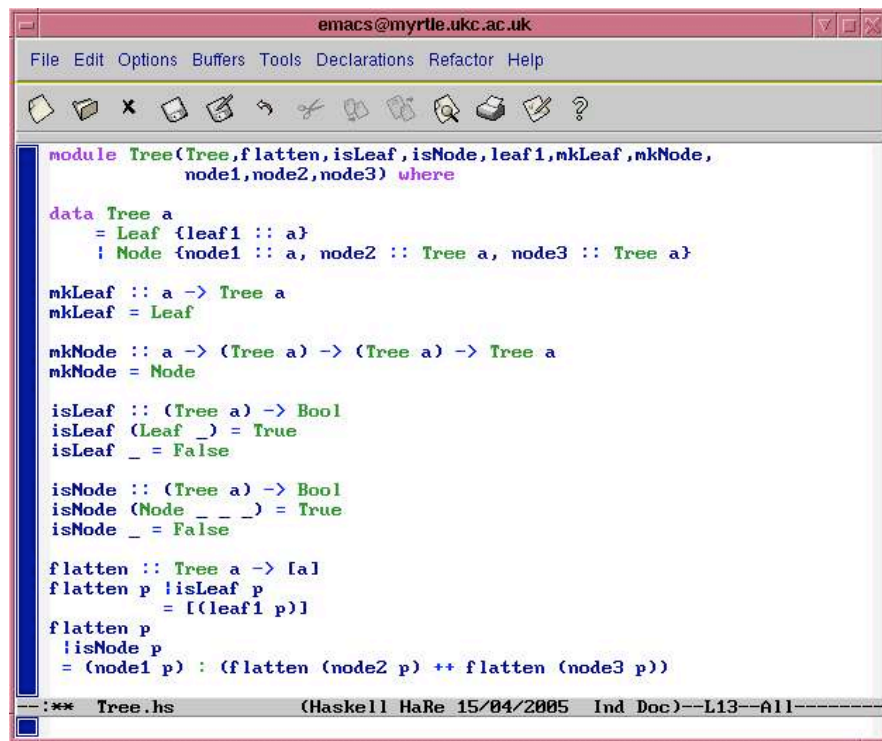 emacs@myrtle.ukc.ac.uk
File Edit Options Buffers Tools Declarations Refactor Help
module Tree(Tree,flatten,isLeaf,isNode,leaf1,mkLeaf,mkNode,
node1,node2,node3) where
data Tree a
= Leaf {leaf1 :: a}
| Node {node1 :: a, node2 :: Tree a, node3 :: Tree a}
mkLeaf :: a -> Tree a
mkLeaf = Leaf
mkNode :: a -> (Tree a) -> (Tree a) -> Tree a
mkNode = Node
isLeaf :: (Tree a) -> Bool
isLeaf (Leaf _) = True
isLeaf _ = False
isNode :: (Tree a) -> Bool
isNode (Node _ _ _) = True
isNode _ = False
flatten :: Tree a -> [a]
flatten p |isLeaf p
= [(leaf1 p)]
flatten p
|isNode p
= (node1 p) : (flatten (node2 p) ++ flatten (node3 p))
--:** Tree.hs (Haskell HaRe 15/04/2005 Ind Doc)--L13--All--------